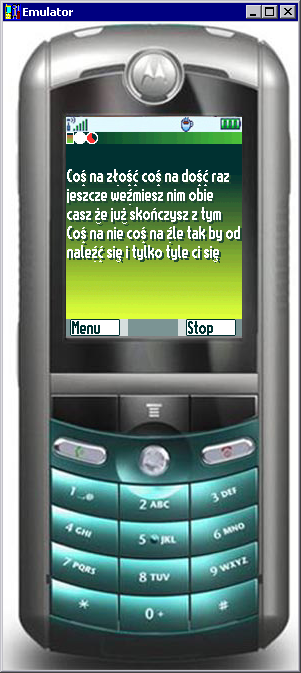 Emulator
Coś na złość coś na dość raz
jeszcze weźmiesz nim obie
casz że już skończysz z tym
Coś na nie coś na źle tak by od
naleźć się i tylko tyle ci się
Menu Stop
1
2 ABC
3 DEF
4 GHI
5 JKL
6 MNO
7 PQRS
8 TUV
9 WXYZ
*
0 +
#